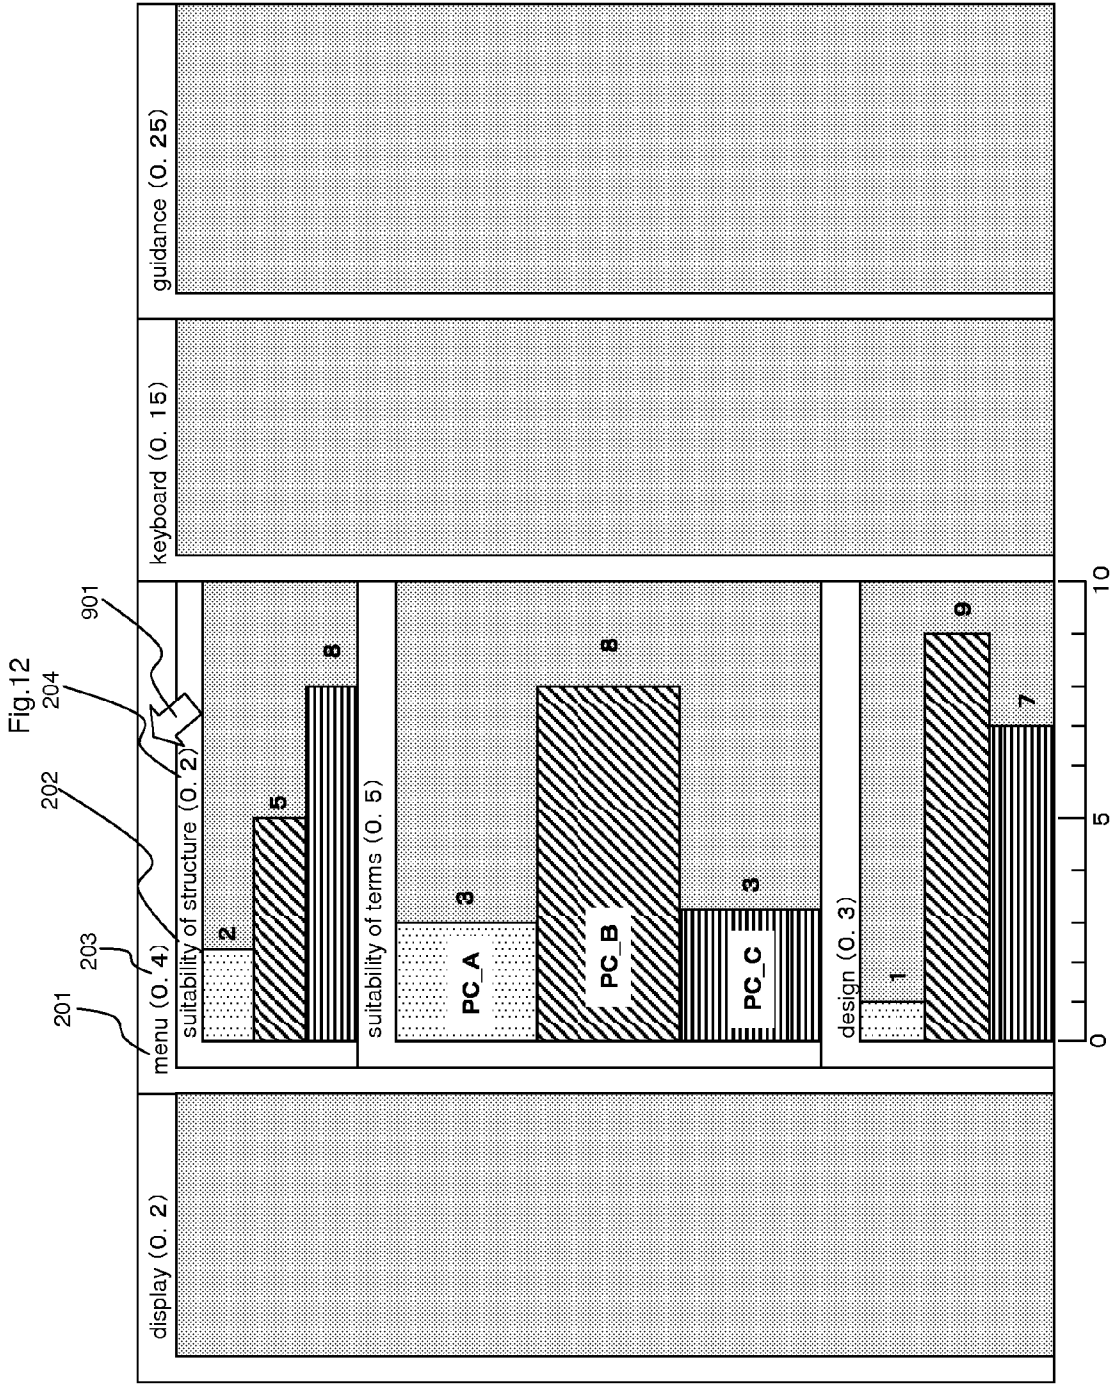 Fig.12
201
203
202
204
901
display (0. 2)
menu (0. 4)
keyboard (0. 15)
guidance (0. 25)
suitability of structure (0. 2)
2
5
8
suitability of terms (0. 5)
PC_A
3
PC_B
8
PC_C
3
design (0. 3)
1
9
7
0
5
10